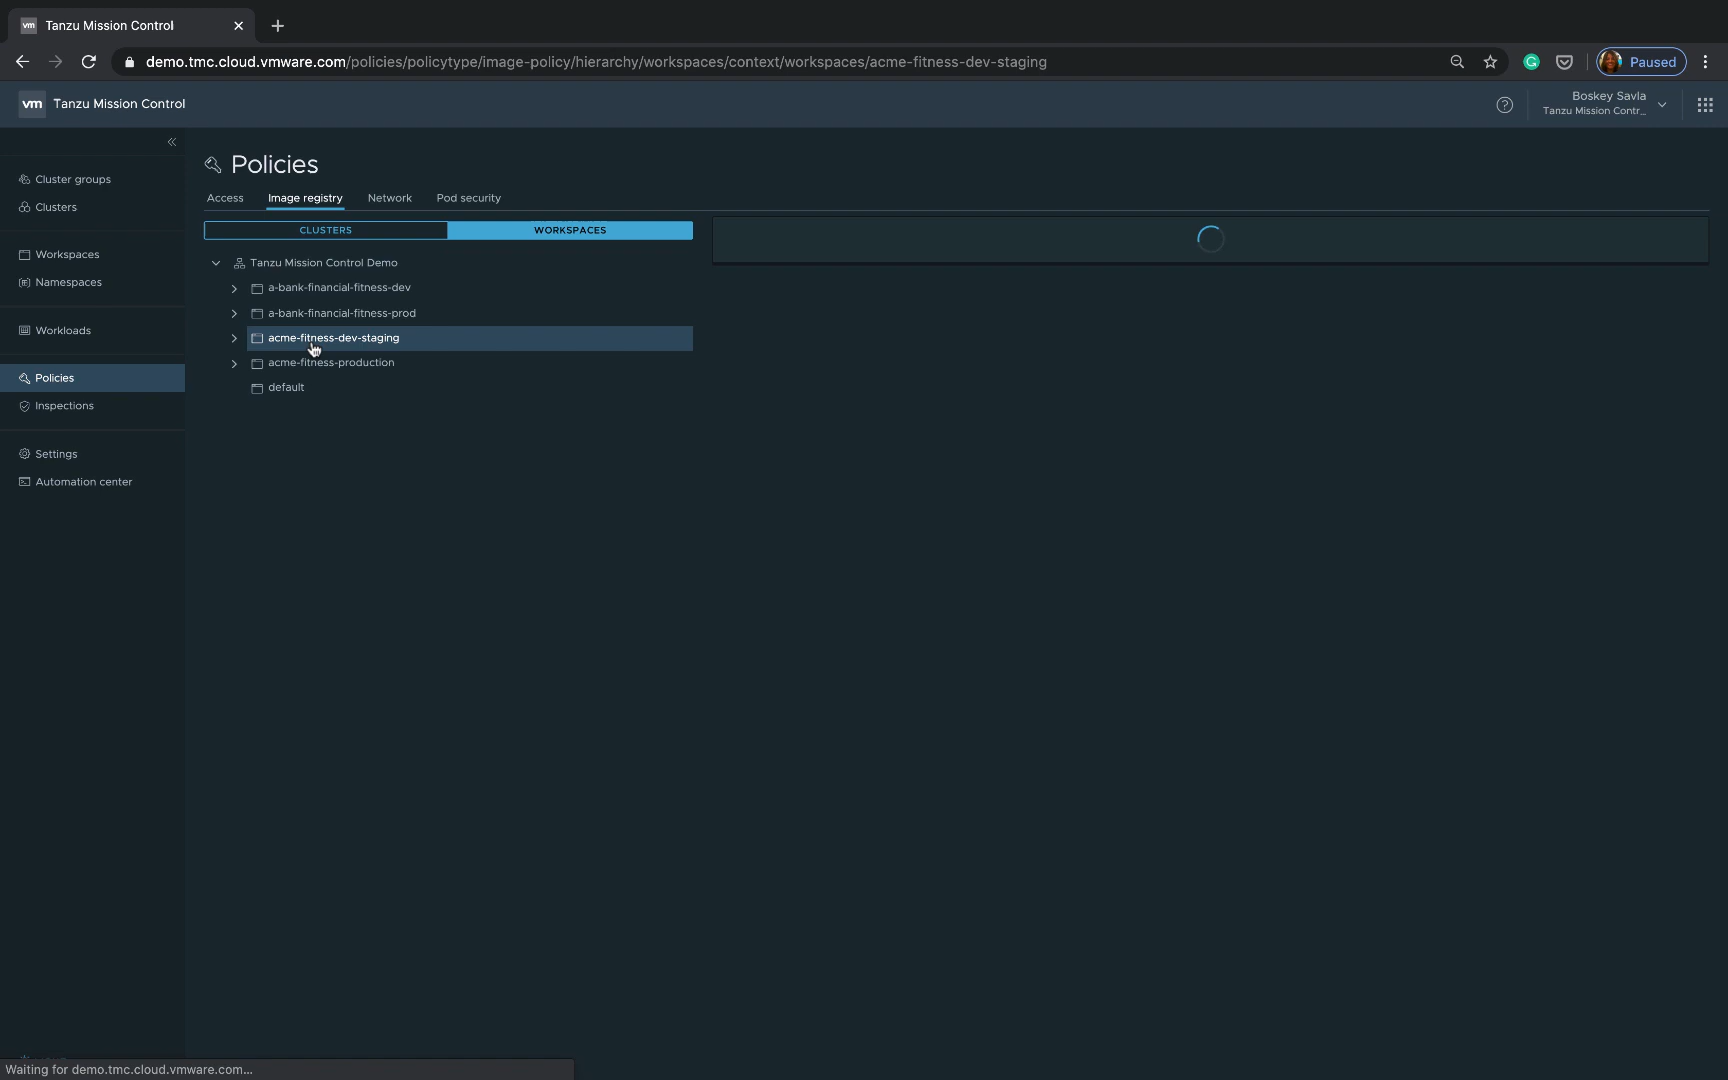 vm Tanzu Mission Control
demo.tmc.cloud.vmware.com/policies/policytype/image-policy/hierarchy/workspaces/context/workspaces/acme-fitness-dev-staging
Paused
vm Tanzu Mission Control
Boskey Savla
Tanzu Mission Contr...
Cluster groups
Clusters
Workspaces
Namespaces
Workloads
Policies
Inspections
Settings
Automation center
Policies
Access Image registry Network Pod security
CLUSTERS WORKSPACES
Tanzu Mission Control Demo
a-bank-financial-fitness-dev
a-bank-financial-fitness-prod
acme-fitness-dev-staging
acme-fitness-production
default
Waiting for demo.tmc.cloud.vmware.com...